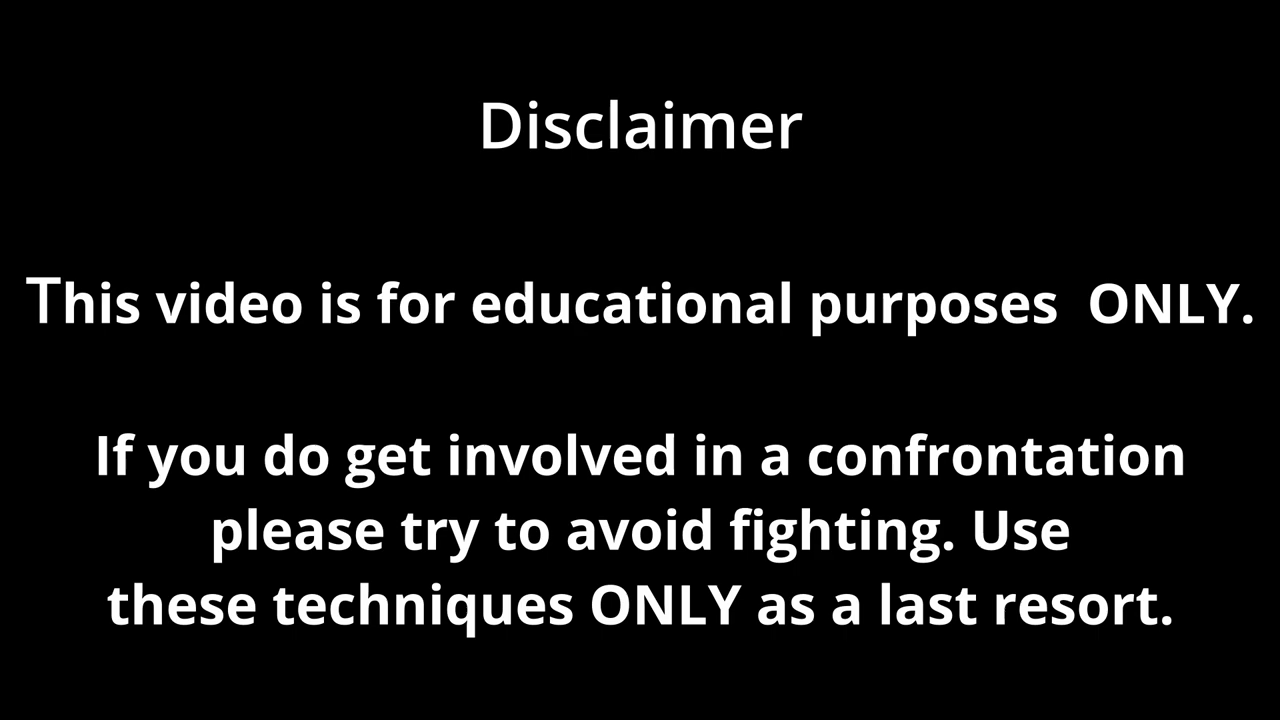 Disclaimer
This video is for educational purposes  ONLY.
If you do get involved in a confrontation
please try to avoid fighting. Use
these techniques ONLY as a last resort.